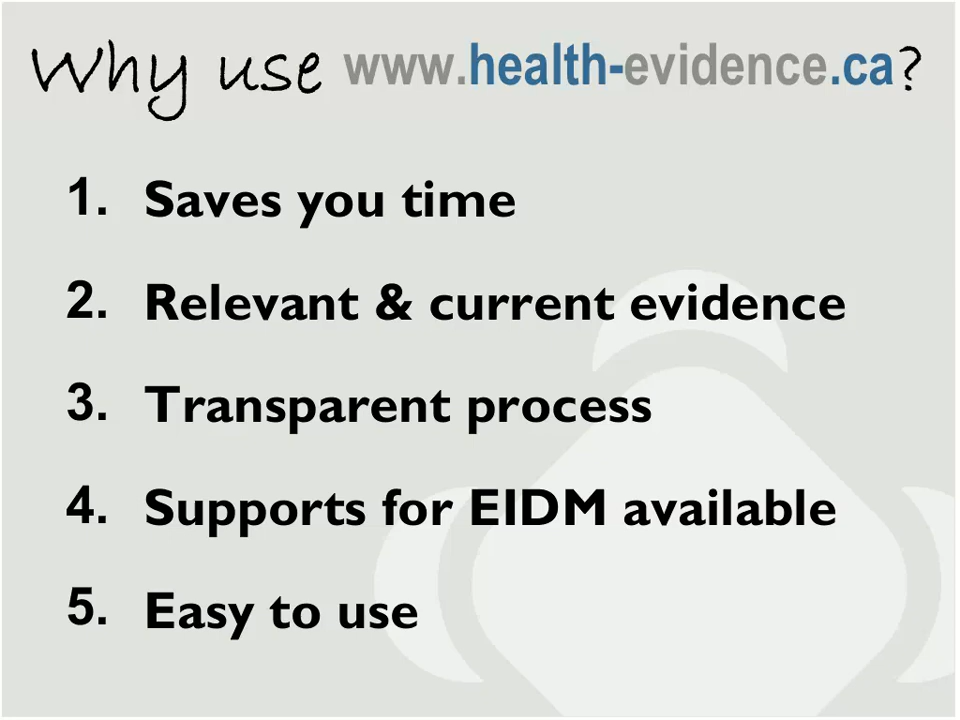 Why use www.health-evidence.ca?
1. Saves you time
2. Relevant & current evidence
3. Transparent process
4. Supports for EIDM available
5. Easy to use